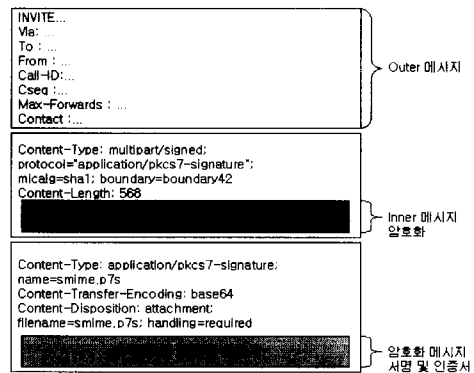 INVITE...
Via: ...
To : ...
From : ...
Call-ID:...
Cseq :...
Max-Forwards : ...
Contact : ...
Outer 메시지
Content-Type: multipart/signed;
protocol="application/pkcs7-signature";
micalg=sha1; boundary=boundary42
Content-Length: 568
Inner 메시지
암호화
Content-Type: application/pkcs7-signature;
name=smime.p7s
Content-Transfer-Encoding: base64
Content-Disposition: attachment;
filename=smime.p7s; handling=required
암호화 메시지
서명 및 인증서